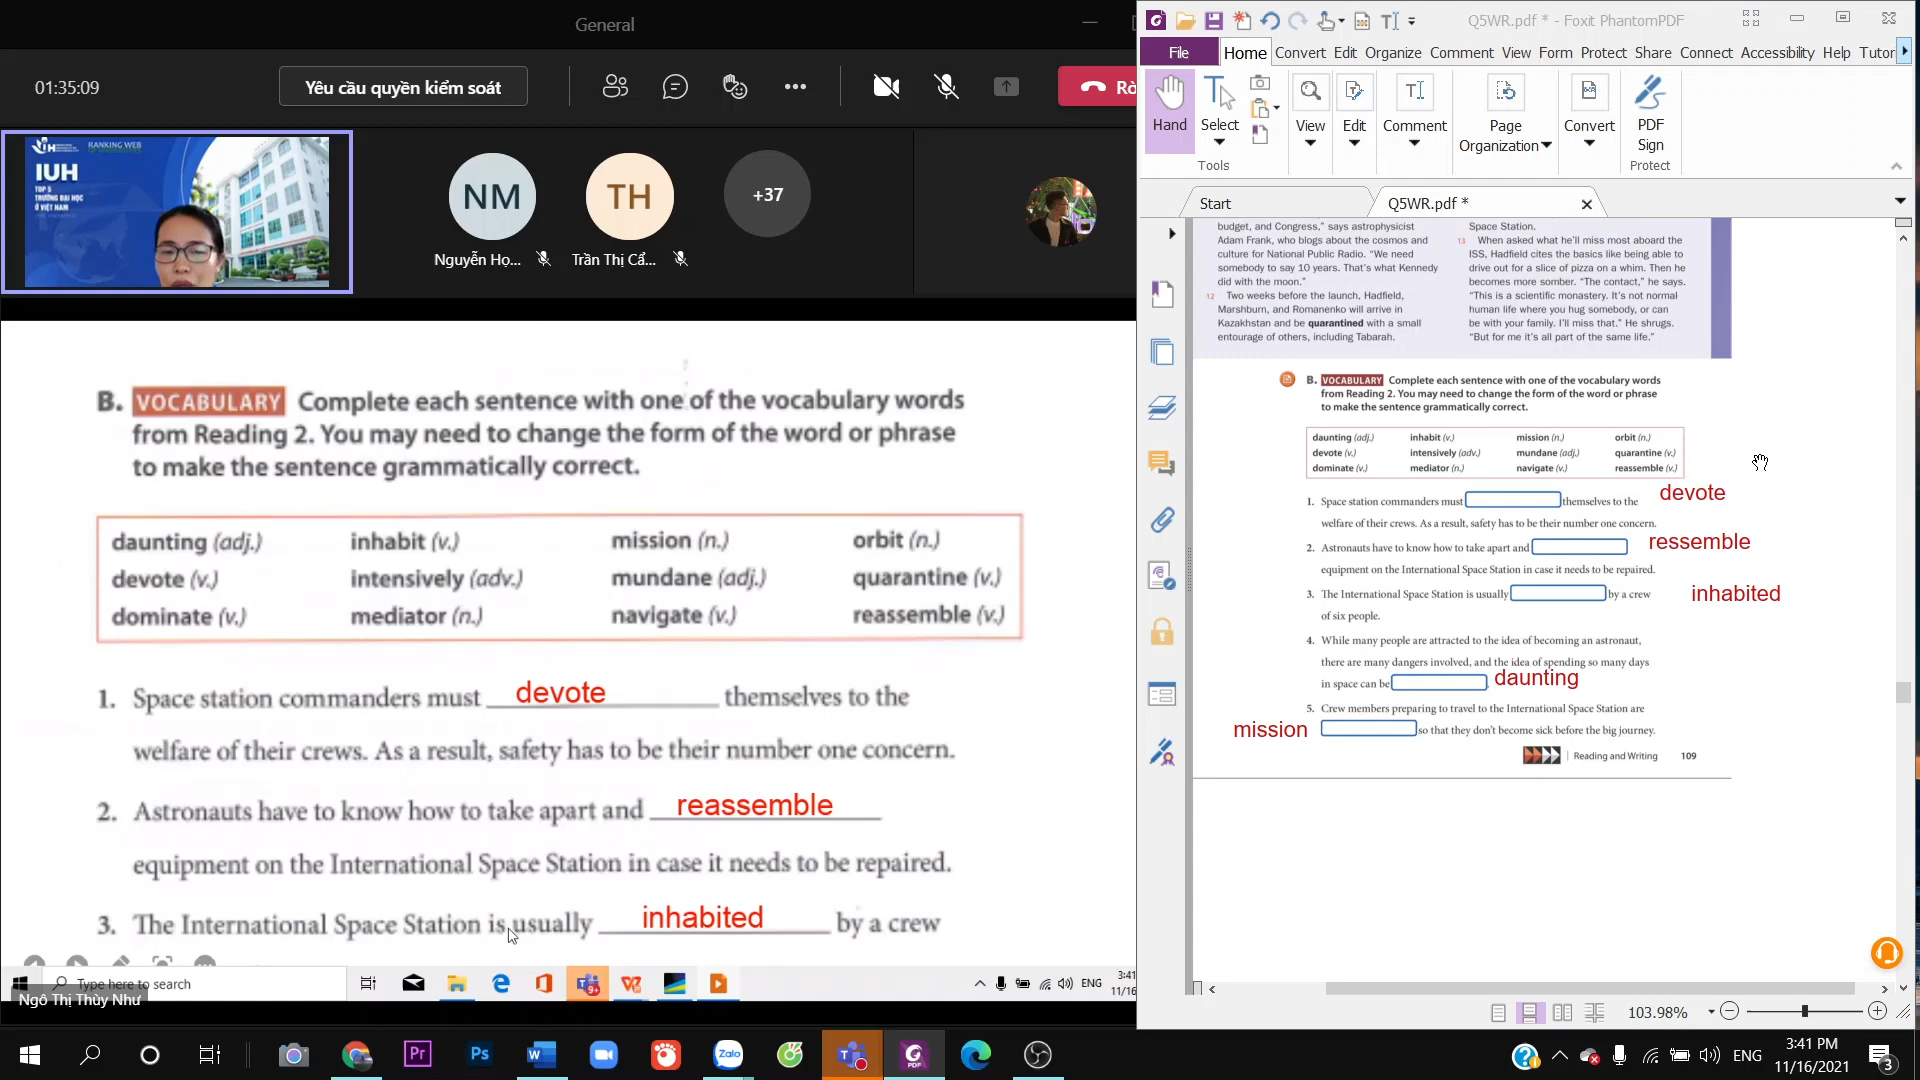 General
01:35:09
Yêu cầu quyền kiểm soát
Rò
RANKING WEB
IUH
TOP 5
TRƯỜNG ĐẠI HỌC
Ở VIỆT NAM
NM
TH
+37
Nguyễn Họ...
Trần Thị Cẩ...
B. VOCABULARY Complete each sentence with one of the vocabulary words
from Reading 2. You may need to change the form of the word or phrase
to make the sentence grammatically correct.
daunting (adj.) inhabit (v.) mission (n.) orbit (n.)
devote (v.) intensively (adv.) mundane (adj.) quarantine (v.)
dominate (v.) mediator (n.) navigate (v.) reassemble (v.)
1. Space station commanders must devote themselves to the
welfare of their crews. As a result, safety has to be their number one concern.
2. Astronauts have to know how to take apart and reassemble
equipment on the International Space Station in case it needs to be repaired.
3. The International Space Station is usually inhabited by a crew
Type here to search
Ngô Thị Thùy Như
9+
ENG
3:41
11/16
Q5WR.pdf * - Foxit PhantomPDF
File Home Convert Edit Organize Comment View Form Protect Share Connect Accessibility Help Tutor
Hand
Select
Tools
View
Edit
Comment
Page
Organization
Convert
PDF
Sign
Protect
Start
Q5WR.pdf *
budget, and Congress," says astrophysicist
Adam Frank, who blogs about the cosmos and
culture for National Public Radio. "We need
somebody to say 10 years. That's what Kennedy
did with the moon."
12 Two weeks before the launch, Hadfield,
Marshburn, and Romanenko will arrive in
Kazakhstan and be quarantined with a small
entourage of others, including Tabarah.
Space Station.
13 When asked what he'll miss most aboard the
ISS, Hadfield cites the basics like being able to
drive out for a slice of pizza on a whim. Then he
becomes more somber. "The contact," he says.
"This is a scientific monastery. It's not normal
human life where you hug somebody, or can
be with your family. I'll miss that." He shrugs.
"But for me it's all part of the same life."
B. VOCABULARY Complete each sentence with one of the vocabulary words
from Reading 2. You may need to change the form of the word or phrase
to make the sentence grammatically correct.
daunting (adj.) inhabit (v.) mission (n.) orbit (n.)
devote (v.) intensively (adv.) mundane (adj.) quarantine (v.)
dominate (v.) mediator (n.) navigate (v.) reassemble (v.)
1. Space station commanders must themselves to the devote
welfare of their crews. As a result, safety has to be their number one concern.
2. Astronauts have to know how to take apart and ressemble
equipment on the International Space Station in case it needs to be repaired.
3. The International Space Station is usually by a crew inhabited
of six people.
4. While many people are attracted to the idea of becoming an astronaut,
there are many dangers involved, and the idea of spending so many days
in space can be daunting
5. Crew members preparing to travel to the International Space Station are
mission so that they don't become sick before the big journey.
Reading and Writing 109
103.98%
Pr
Ps
Zalo
PDF
ENG
3:41 PM
11/16/2021
3